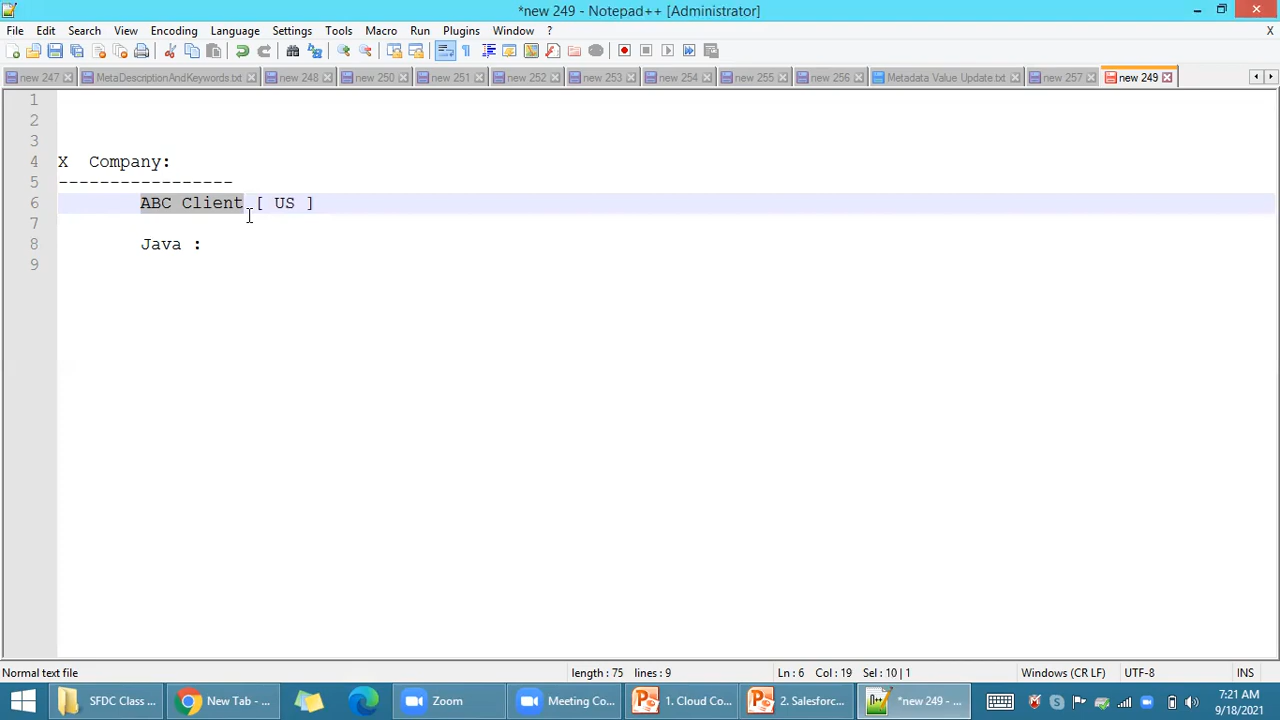 *new 249 - Notepad++ [Administrator]
File Edit Search View Encoding Language Settings Tools Macro Run Plugins Window ? X
new 247 MetaDescriptionAndKeywords.txt new 248 new 250 new 251 new 252 new 253 new 254 new 255 new 256 Metadata Value Update.txt new 257 new 249
1
2
3
4 X Company:
5 -----------------
6 ABC Client [ US ]
7
8 Java :
9
Normal text file length : 75 lines : 9 Ln : 6 Col : 19 Sel : 10 | 1 Windows (CR LF) UTF-8 INS
SFDC Class ... New Tab - ... Zoom Meeting Co... 1. Cloud Co... 2. Salesforc... *new 249 - ... 7:21 AM
9/18/2021